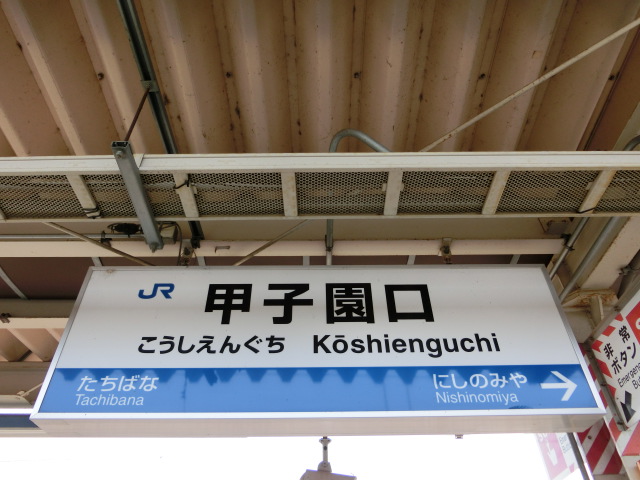 JR 甲子園口
こうしえんぐち Kōshienguchi
たちばな にしのみや
Tachibana Nishinomiya
非常
ボタン
Emergency